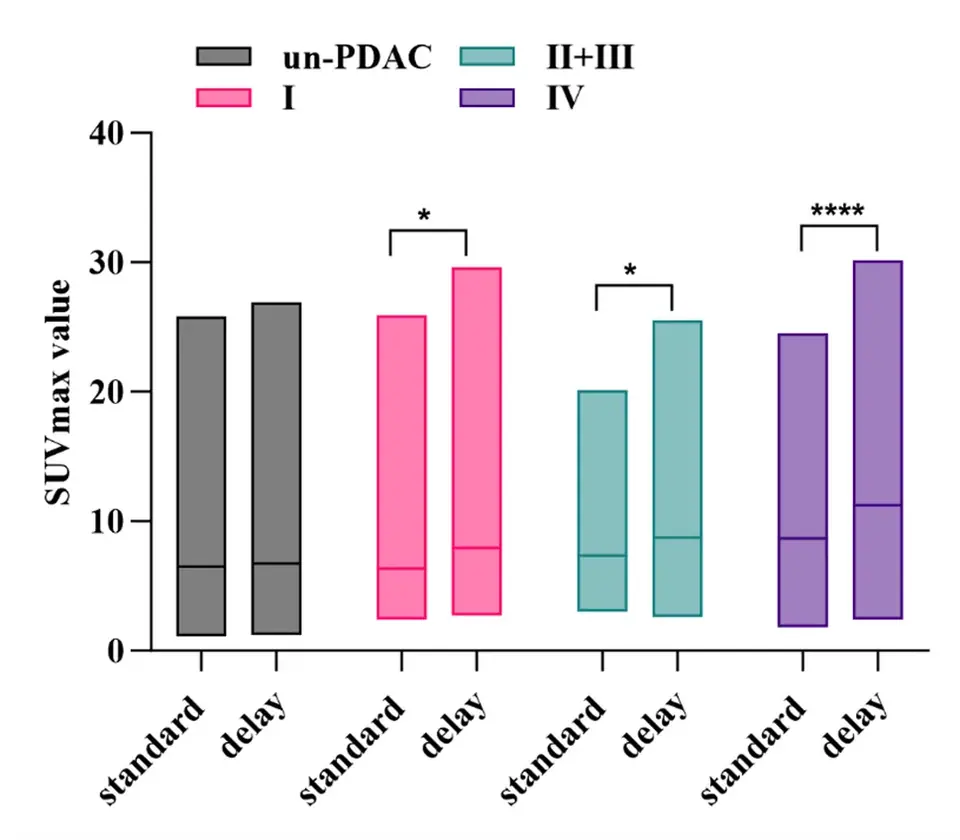 un-PDAC II+III
I IV
40
30
20
10
0
SUVmax value
* * ****
standard delay standard delay standard delay standard delay